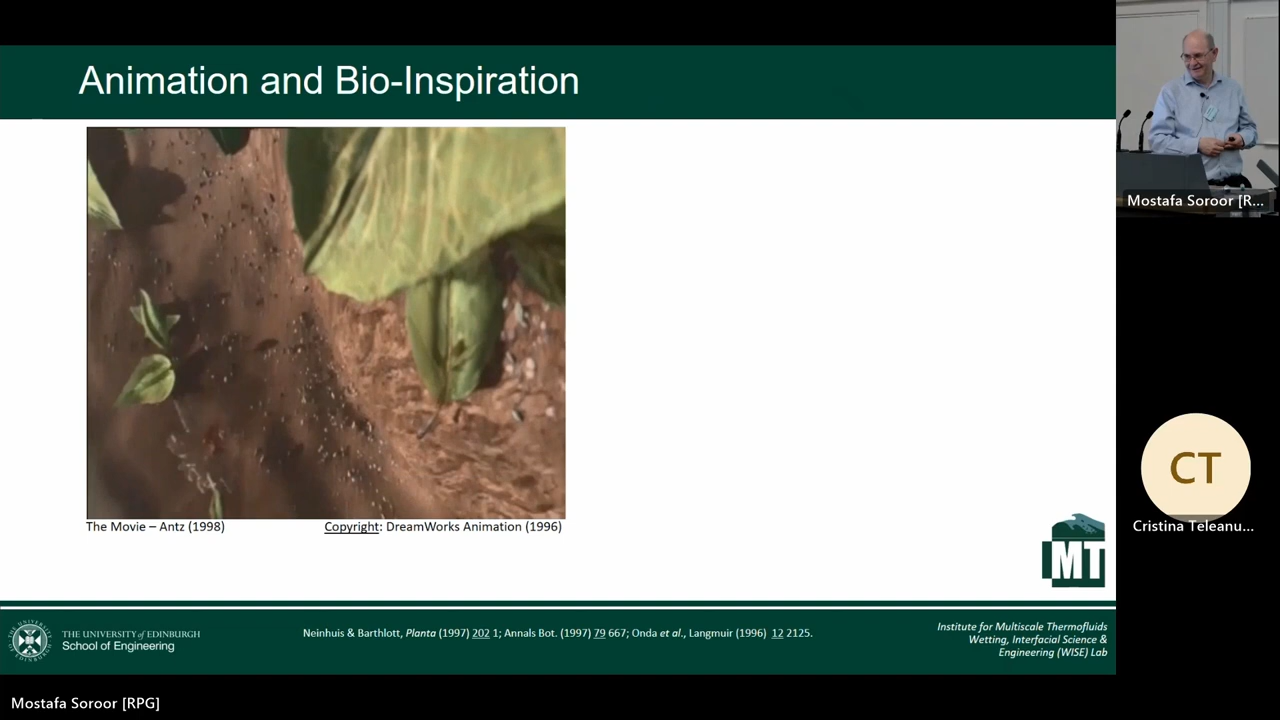 Animation and Bio-Inspiration
Mostafa Soroor [R...
The Movie – Antz (1998)
Copyright: DreamWorks Animation (1996)
CT
Cristina Teleanu...
MT
THE UNIVERSITY of EDINBURGH
School of Engineering
Neinhuis & Barthlott, Planta (1997) 202 1; Annals Bot. (1997) 79 667; Onda et al., Langmuir (1996) 12 2125.
Institute for Multiscale Thermofluids
Wetting, Interfacial Science &
Engineering (WISE) Lab
Mostafa Soroor [RPG]